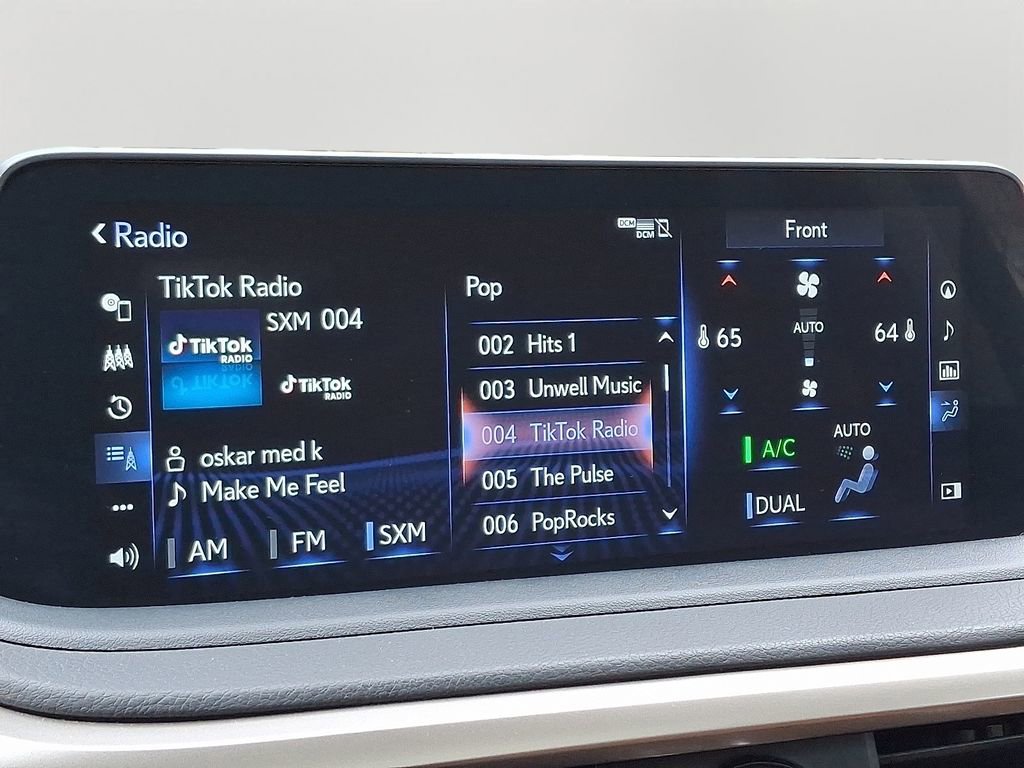 Radio
DCM
DCM
TikTok Radio
SXM 004
TikTok
RADIO
TikTok
RADIO
oskar med k
Make Me Feel
AM
FM
SXM
Pop
002 Hits 1
003 Unwell Music
004 TikTok Radio
005 The Pulse
006 PopRocks
Front
65
AUTO
64
A/C
AUTO
DUAL